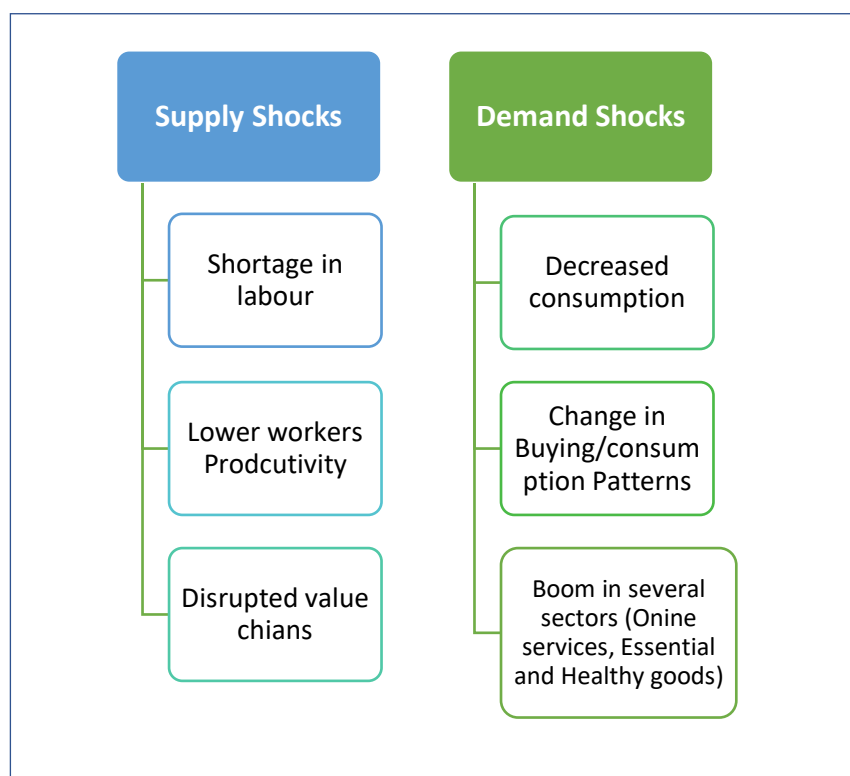 Supply Shocks
Shortage in
labour
Lower workers
Prodcutivity
Disrupted value
chians
Demand Shocks
Decreased
consumption
Change in
Buying/consum
ption Patterns
Boom in several
sectors (Onine
services, Essential
and Healthy goods)